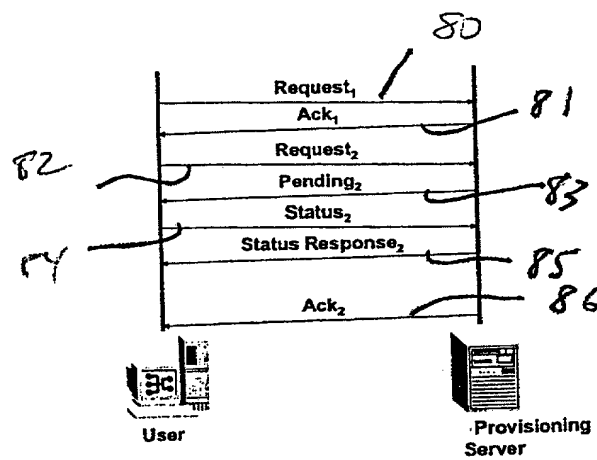 80
Request₁
Ack₁
81
Request₂
82
Pending₂
83
Status₂
Status Response₂
85
Ack₂
86
User
Provisioning
Server